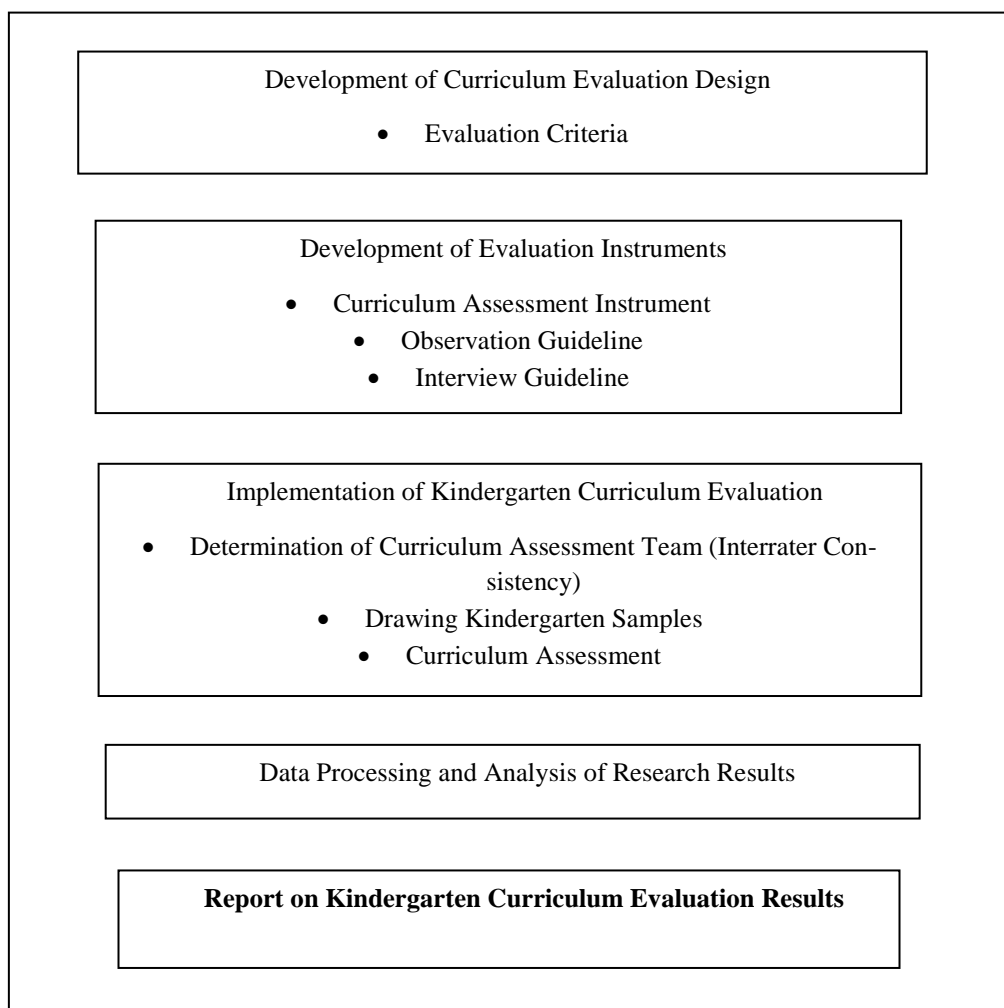 Development of Curriculum Evaluation Design
• Evaluation Criteria
Development of Evaluation Instruments
• Curriculum Assessment Instrument
• Observation Guideline
• Interview Guideline
Implementation of Kindergarten Curriculum Evaluation
• Determination of Curriculum Assessment Team (Interrater Con-
sistency)
• Drawing Kindergarten Samples
• Curriculum Assessment
Data Processing and Analysis of Research Results
Report on Kindergarten Curriculum Evaluation Results